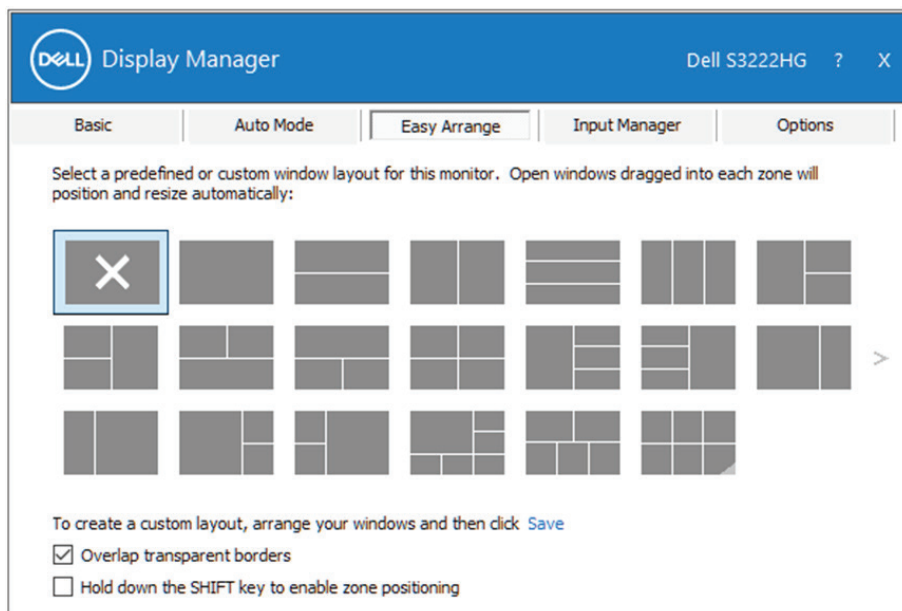 DELL Display Manager Dell S3222HG ? X
Basic Auto Mode Easy Arrange Input Manager Options
Select a predefined or custom window layout for this monitor. Open windows dragged into each zone will
position and resize automatically:
>
To create a custom layout, arrange your windows and then click Save
Overlap transparent borders
Hold down the SHIFT key to enable zone positioning